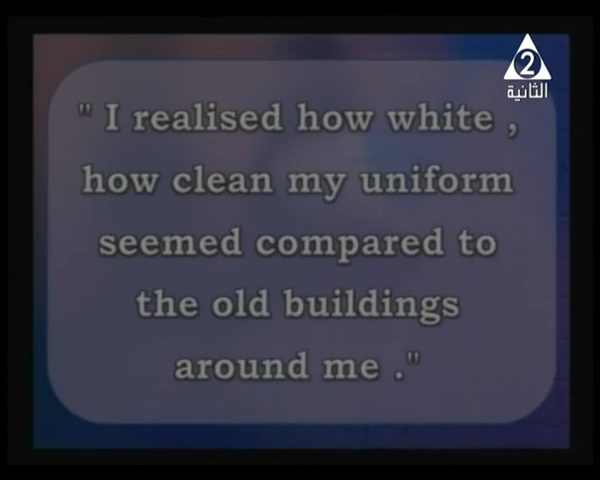 2
الثانية
" I realised how white ,
how clean my uniform
seemed compared to
the old buildings
around me ."